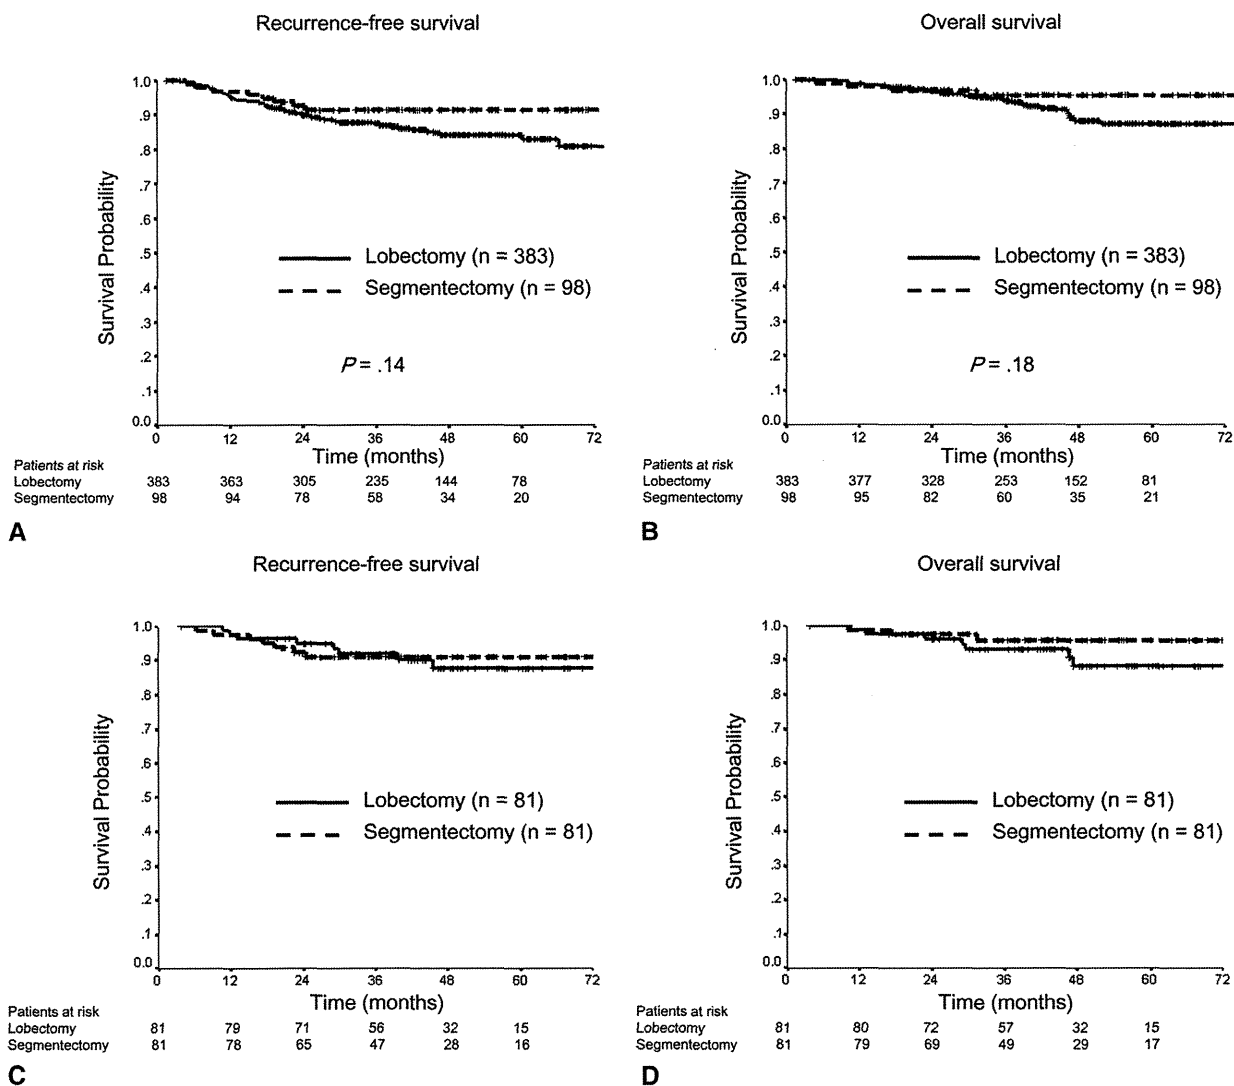 Recurrence-free survival
1.0
.9
.8
.7
.6
.5
.4
.3
.2
.1
0.0
Survival Probability
Lobectomy (n = 383)
Segmentectomy (n = 98)
P = .14
0 12 24 36 48 60 72
Time (months)
Patients at risk
Lobectomy 383 363 305 235 144 78
Segmentectomy 98 94 78 58 34 20
A
Overall survival
1.0
.9
.8
.7
.6
.5
.4
.3
.2
.1
0.0
Survival Probability
Lobectomy (n = 383)
Segmentectomy (n = 98)
P = .18
0 12 24 36 48 60 72
Time (months)
Patients at risk
Lobectomy 383 377 328 253 152 81
Segmentectomy 98 95 82 60 35 21
B
Recurrence-free survival
1.0
.9
.8
.7
.6
.5
.4
.3
.2
.1
0.0
Survival Probability
Lobectomy (n = 81)
Segmentectomy (n = 81)
0 12 24 36 48 60 72
Time (months)
Patients at risk
Lobectomy 81 79 71 56 32 15
Segmentectomy 81 78 65 47 28 16
C
Overall survival
1.0
.9
.8
.7
.6
.5
.4
.3
.2
.1
0.0
Survival Probability
Lobectomy (n = 81)
Segmentectomy (n = 81)
0 12 24 36 48 60 72
Time (months)
Patients at risk
Lobectomy 81 80 72 57 32 15
Segmentectomy 81 79 69 49 29 17
D